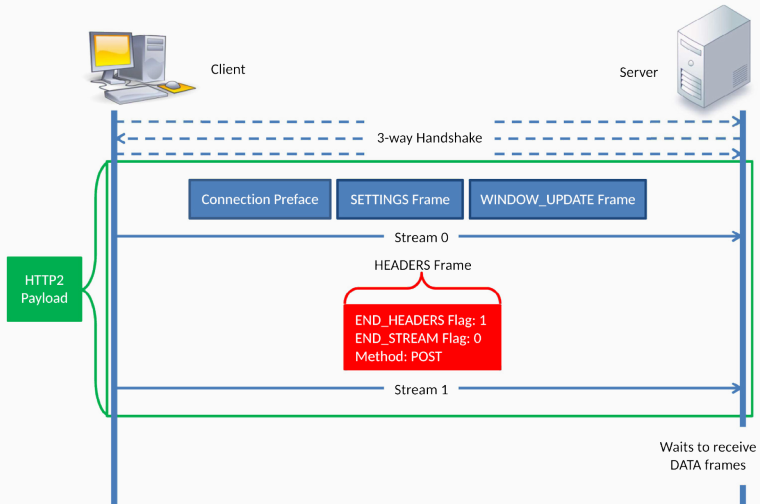 Client
Server
3-way Handshake
Connection Preface
SETTINGS Frame
WINDOW_UPDATE Frame
Stream 0
HEADERS Frame
HTTP2
Payload
END_HEADERS Flag: 1
END_STREAM Flag: 0
Method: POST
Stream 1
Waits to receive
DATA frames